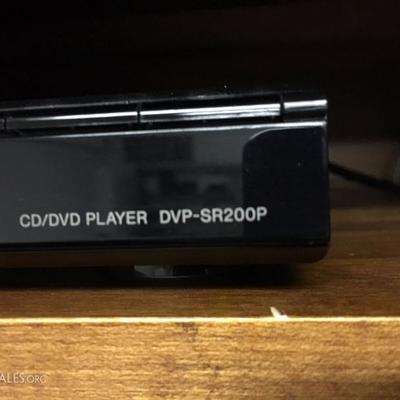 CD/DVD PLAYER DVP-SR200P
ALES.ORG